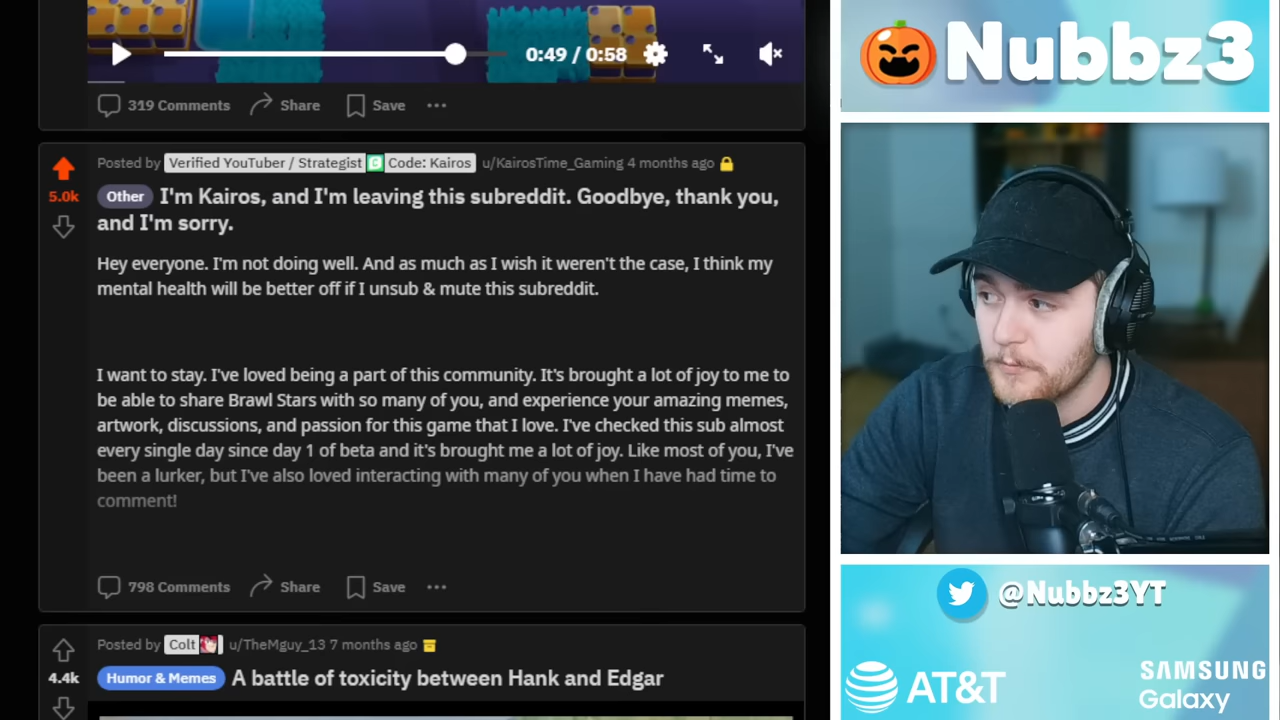 0:49 / 0:58
319 Comments Share Save
Posted by Verified YouTuber / Strategist Code: Kairos u/KairosTime_Gaming 4 months ago
5.0k
Other I'm Kairos, and I'm leaving this subreddit. Goodbye, thank you,
and I'm sorry.
Hey everyone. I'm not doing well. And as much as I wish it weren't the case, I think my
mental health will be better off if I unsub & mute this subreddit.
I want to stay. I've loved being a part of this community. It's brought a lot of joy to me to
be able to share Brawl Stars with so many of you, and experience your amazing memes,
artwork, discussions, and passion for this game that I love. I've checked this sub almost
every single day since day 1 of beta and it's brought me a lot of joy. Like most of you, I've
been a lurker, but I've also loved interacting with many of you when I have had time to
comment!
798 Comments Share Save
Posted by Colt u/TheMguy_13 7 months ago
4.4k
Humor & Memes A battle of toxicity between Hank and Edgar
Nubbz3
@Nubbz3YT
AT&T
SAMSUNG
Galaxy